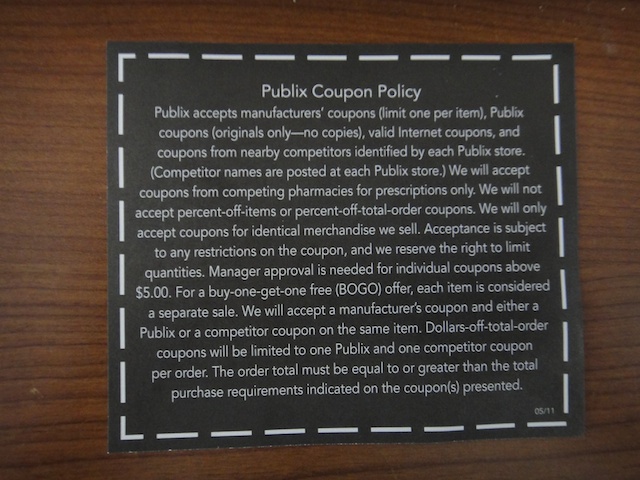 Publix Coupon Policy
Publix accepts manufacturers' coupons (limit one per item), Publix
coupons (originals only—no copies), valid Internet coupons, and
coupons from nearby competitors identified by each Publix store.
(Competitor names are posted at each Publix store.) We will accept
coupons from competing pharmacies for prescriptions only. We will not
accept percent-off-items or percent-off-total-order coupons. We will only
accept coupons for identical merchandise we sell. Acceptance is subject
to any restrictions on the coupon, and we reserve the right to limit
quantities. Manager approval is needed for individual coupons above
$5.00. For a buy-one-get-one free (BOGO) offer, each item is considered
a separate sale. We will accept a manufacturer's coupon and either a
Publix or a competitor coupon on the same item. Dollars-off-total-order
coupons will be limited to one Publix and one competitor coupon
per order. The order total must be equal to or greater than the total
purchase requirements indicated on the coupon(s) presented.
05/11